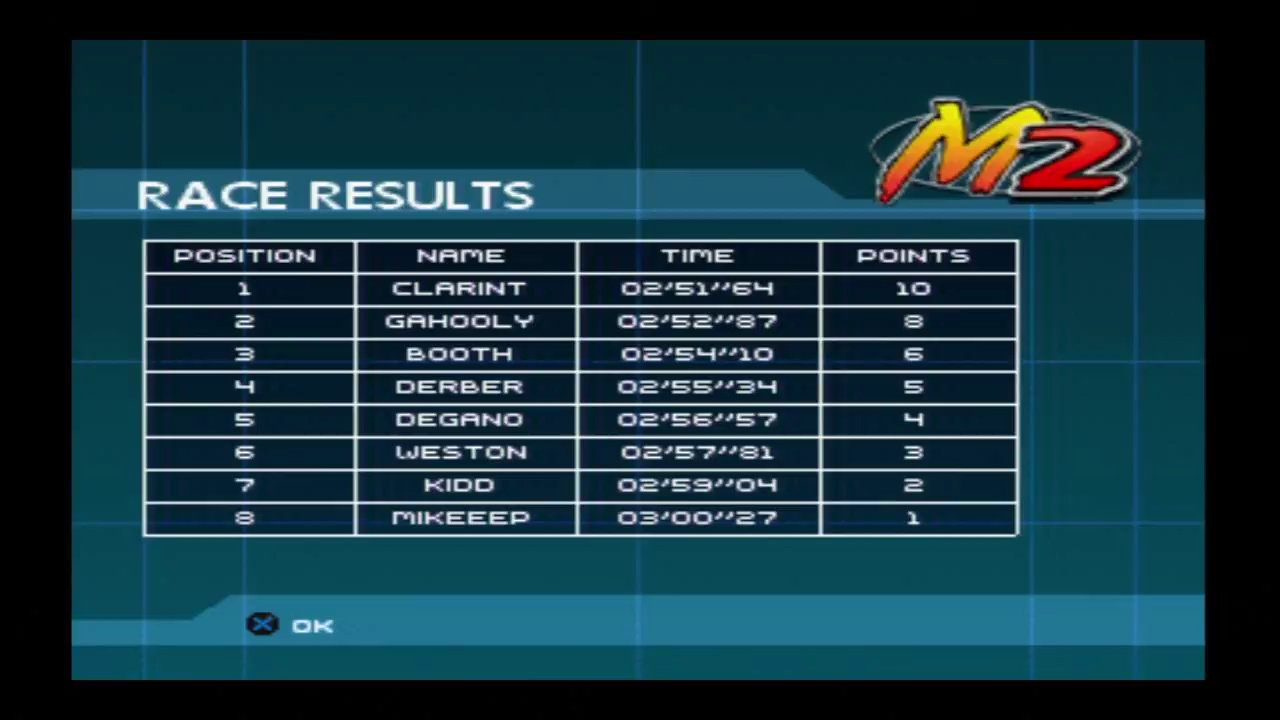 M2
RACE RESULTS
POSITION NAME TIME POINTS
1 CLARINT 02'51"64 10
2 GAHOOLY 02'52"87 8
3 BOOTH 02'54"10 6
4 DERBER 02'55"34 5
5 DEGANO 02'56"57 4
6 WESTON 02'57"81 3
7 KIDD 02'59"04 2
8 MIKEEEP 03'00"27 1
OK